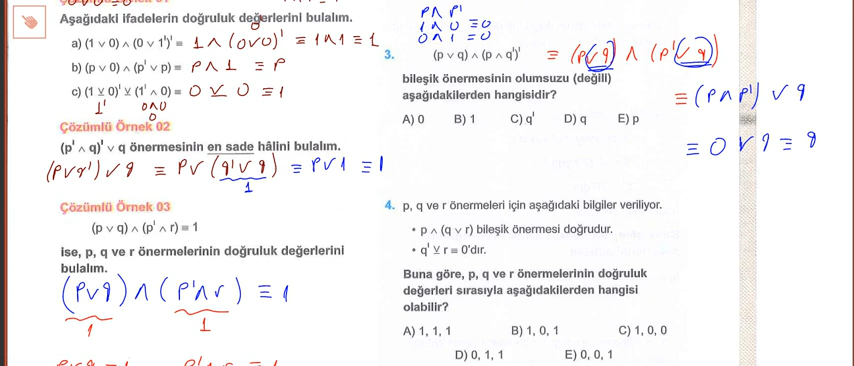 Aşağıdaki ifadelerin doğruluk değerlerini bulalım.
a) (1 ∨ 0) ∧ (0 ∨ 1')' = 1 ∧ (0∨0)' ≡ 1∧1 ≡ 1
b) (p ∨ 0) ∧ (p' ∨ p) = p ∧ 1 ≡ p
c) (1 ⊻ 0)' ⊻ (1' ∧ 0) = 0 ⊻ 0 ≡ 1
1' 0∧0
0
Çözümlü Örnek 02
(p' ∧ q)' ∨ q önermesinin en sade hâlini bulalım.
(p∨q') ∨ q ≡ p∨ (q'∨q) ≡ p∨1 ≡ 1
1
Çözümlü Örnek 03
(p ∨ q) ∧ (p' ∧ r) = 1
ise, p, q ve r önermelerinin doğruluk değerlerini
bulalım.
(p∨q) ∧ (p'∧r) ≡ 1
1 1
p∧p'
1∧0 ≡0
0∧1 ≡0
3. (p ∨ q) ∧ (p ∧ q')' ≡ (p∨q) ∧ (p'∨q)
bileşik önermesinin olumsuzu (değili)
aşağıdakilerden hangisidir?
≡ (p∧p') ∨ q
A) 0 B) 1 C) q' D) q E) p
≡ 0 ∨ q ≡ q
4. p, q ve r önermeleri için aşağıdaki bilgiler veriliyor.
• p ∧ (q ∨ r) bileşik önermesi doğrudur.
• q' ⊻ r = 0'dır.
Buna göre, p, q ve r önermelerinin doğruluk
değerleri sırasıyla aşağıdakilerden hangisi
olabilir?
A) 1, 1, 1 B) 1, 0, 1 C) 1, 0, 0
D) 0, 1, 1 E) 0, 0, 1